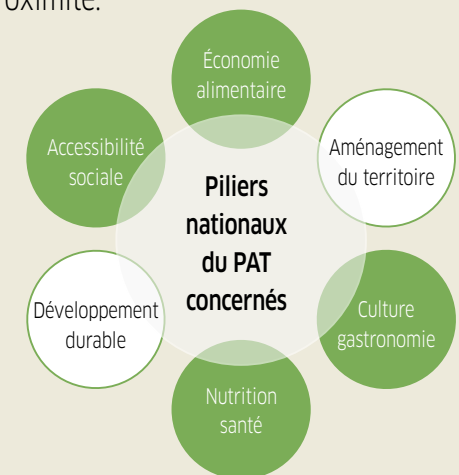 Économie
alimentaire
Accessibilité
sociale
Aménagement
du territoire
Piliers
nationaux
du PAT
concernés
Développement
durable
Culture
gastronomie
Nutrition
santé